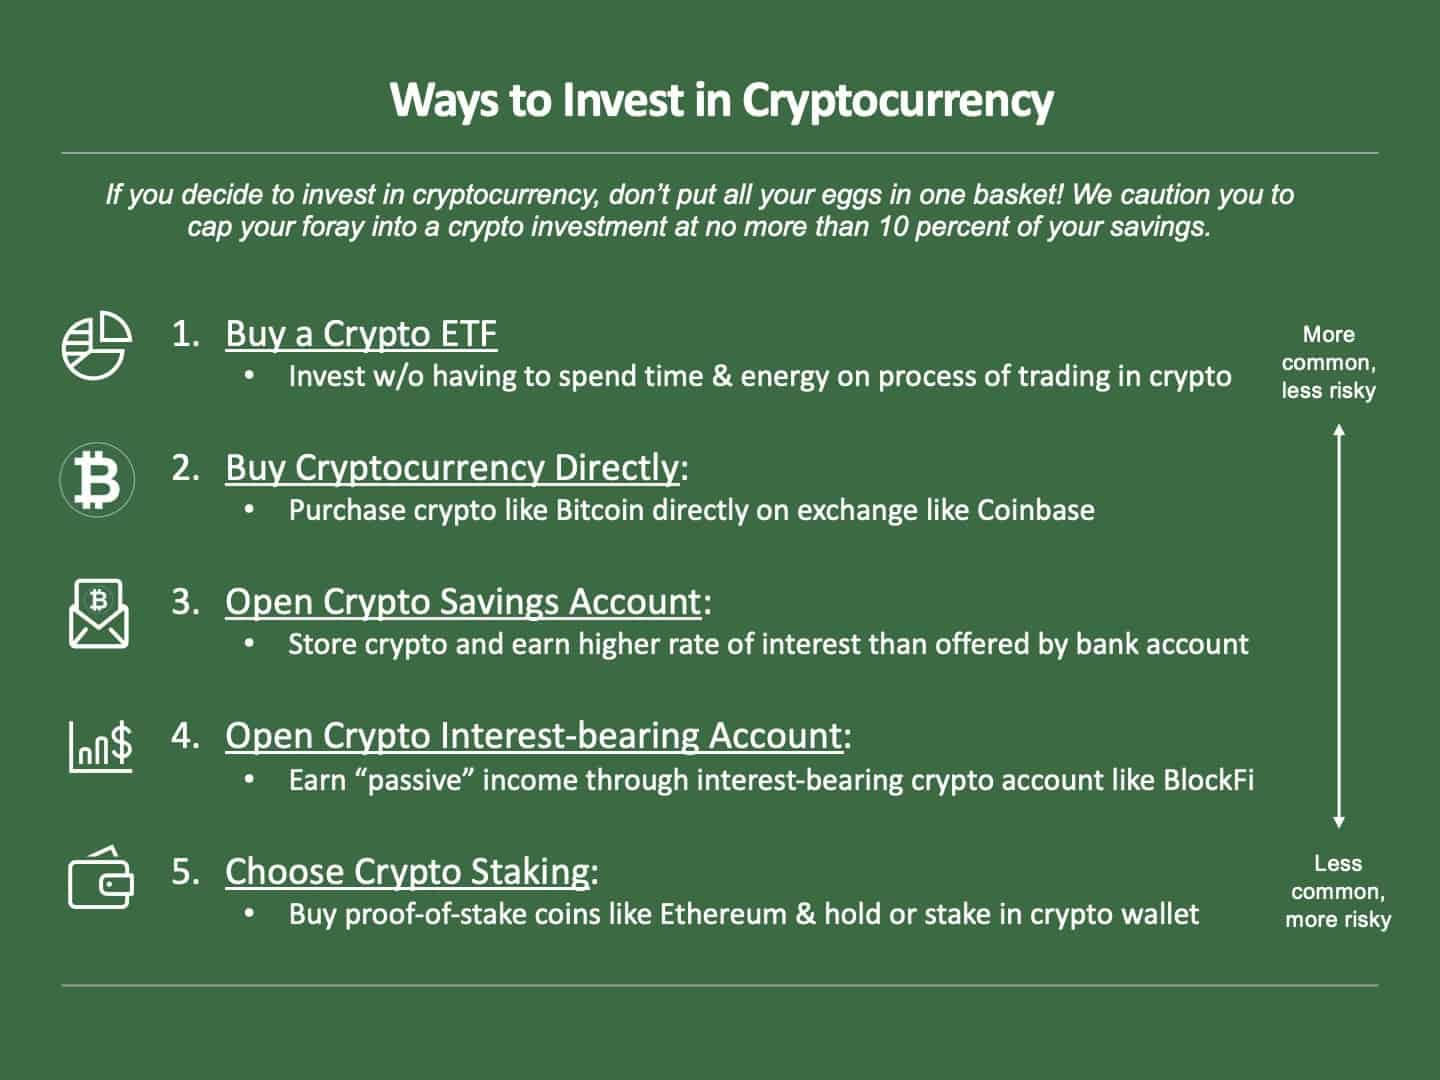 Ways to Invest in Cryptocurrency
If you decide to invest in cryptocurrency, don’t put all your eggs in one basket! We caution you to
cap your foray into a crypto investment at no more than 10 percent of your savings.
1. Buy a Crypto ETF
• Invest w/o having to spend time & energy on process of trading in crypto
More
common,
less risky
2. Buy Cryptocurrency Directly:
• Purchase crypto like Bitcoin directly on exchange like Coinbase
3. Open Crypto Savings Account:
• Store crypto and earn higher rate of interest than offered by bank account
4. Open Crypto Interest-bearing Account:
• Earn “passive” income through interest-bearing crypto account like BlockFi
5. Choose Crypto Staking:
• Buy proof-of-stake coins like Ethereum & hold or stake in crypto wallet
Less
common,
more risky